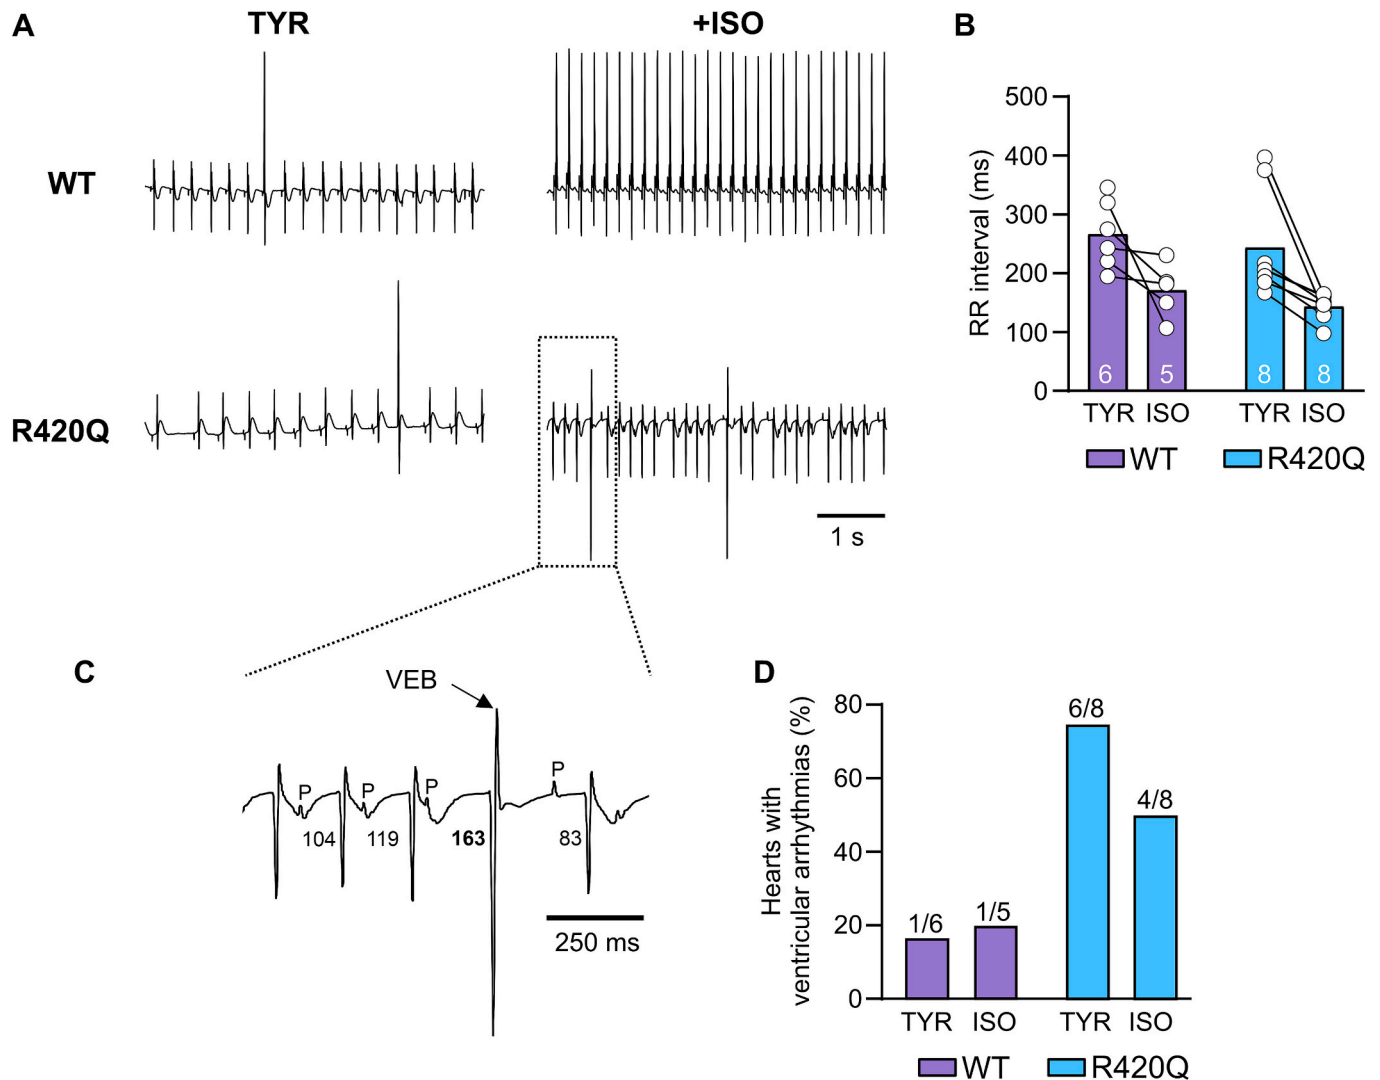 A
TYR
+ISO
WT
R420Q
1 s
B
500
400
300
200
100
0
RR interval (ms)
6
5
8
8
TYR ISO
TYR ISO
WT
R420Q
C
VEB
P
P
P
P
104
119
163
83
250 ms
D
Hearts with
ventricular arrhythmias (%)
80
60
40
20
0
1/6
1/5
6/8
4/8
TYR ISO
TYR ISO
WT
R420Q